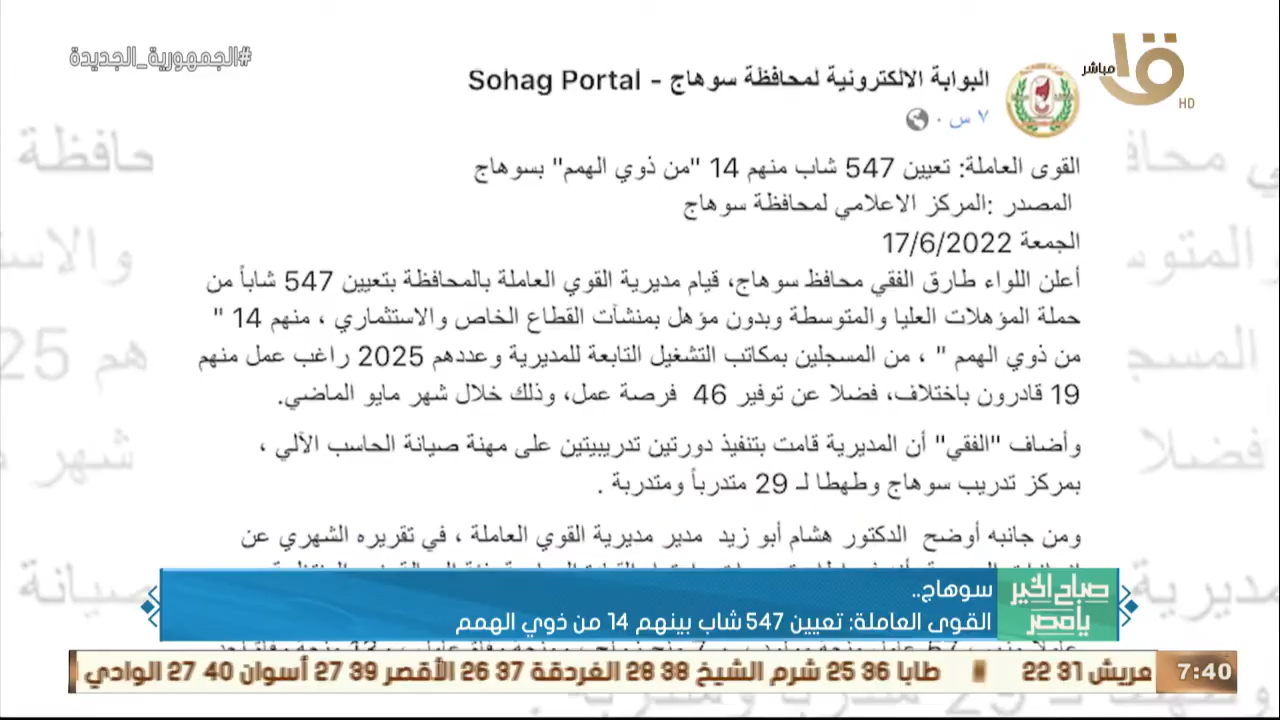 #الجمهورية_الجديدة
مباشر
HD
البوابة الالكترونية لمحافظة سوهاج - Sohag Portal
٧ س ·
القوى العاملة: تعيين 547 شاب منهم 14 "من ذوي الهمم" بسوهاج
المصدر :المركز الاعلامي لمحافظة سوهاج
الجمعة 17/6/2022
أعلن اللواء طارق الفقي محافظ سوهاج، قيام مديرية القوي العاملة بالمحافظة بتعيين 547 شاباً من
حملة المؤهلات العليا والمتوسطة وبدون مؤهل بمنشآت القطاع الخاص والاستثماري ، منهم 14 "
من ذوي الهمم " ، من المسجلين بمكاتب التشغيل التابعة للمديرية وعددهم 2025 راغب عمل منهم
19 قادرون باختلاف، فضلا عن توفير 46 فرصة عمل، وذلك خلال شهر مايو الماضي.
وأضاف "الفقي" أن المديرية قامت بتنفيذ دورتين تدريبيتين على مهنة صيانة الحاسب الآلي ،
بمركز تدريب سوهاج وطهطا لـ 29 متدرباً ومتدربة .
ومن جانبه أوضح الدكتور هشام أبو زيد مدير مديرية القوي العاملة ، في تقريره الشهري عن
صباح الخير يا مصر
سوهاج..
القوى العاملة: تعيين 547 شاب بينهم 14 من ذوي الهمم
7:40
عريش 31 22 طابا 36 25 شرم الشيخ 38 28 الغردقة 37 26 الأقصر 39 27 أسوان 40 27 الوادي